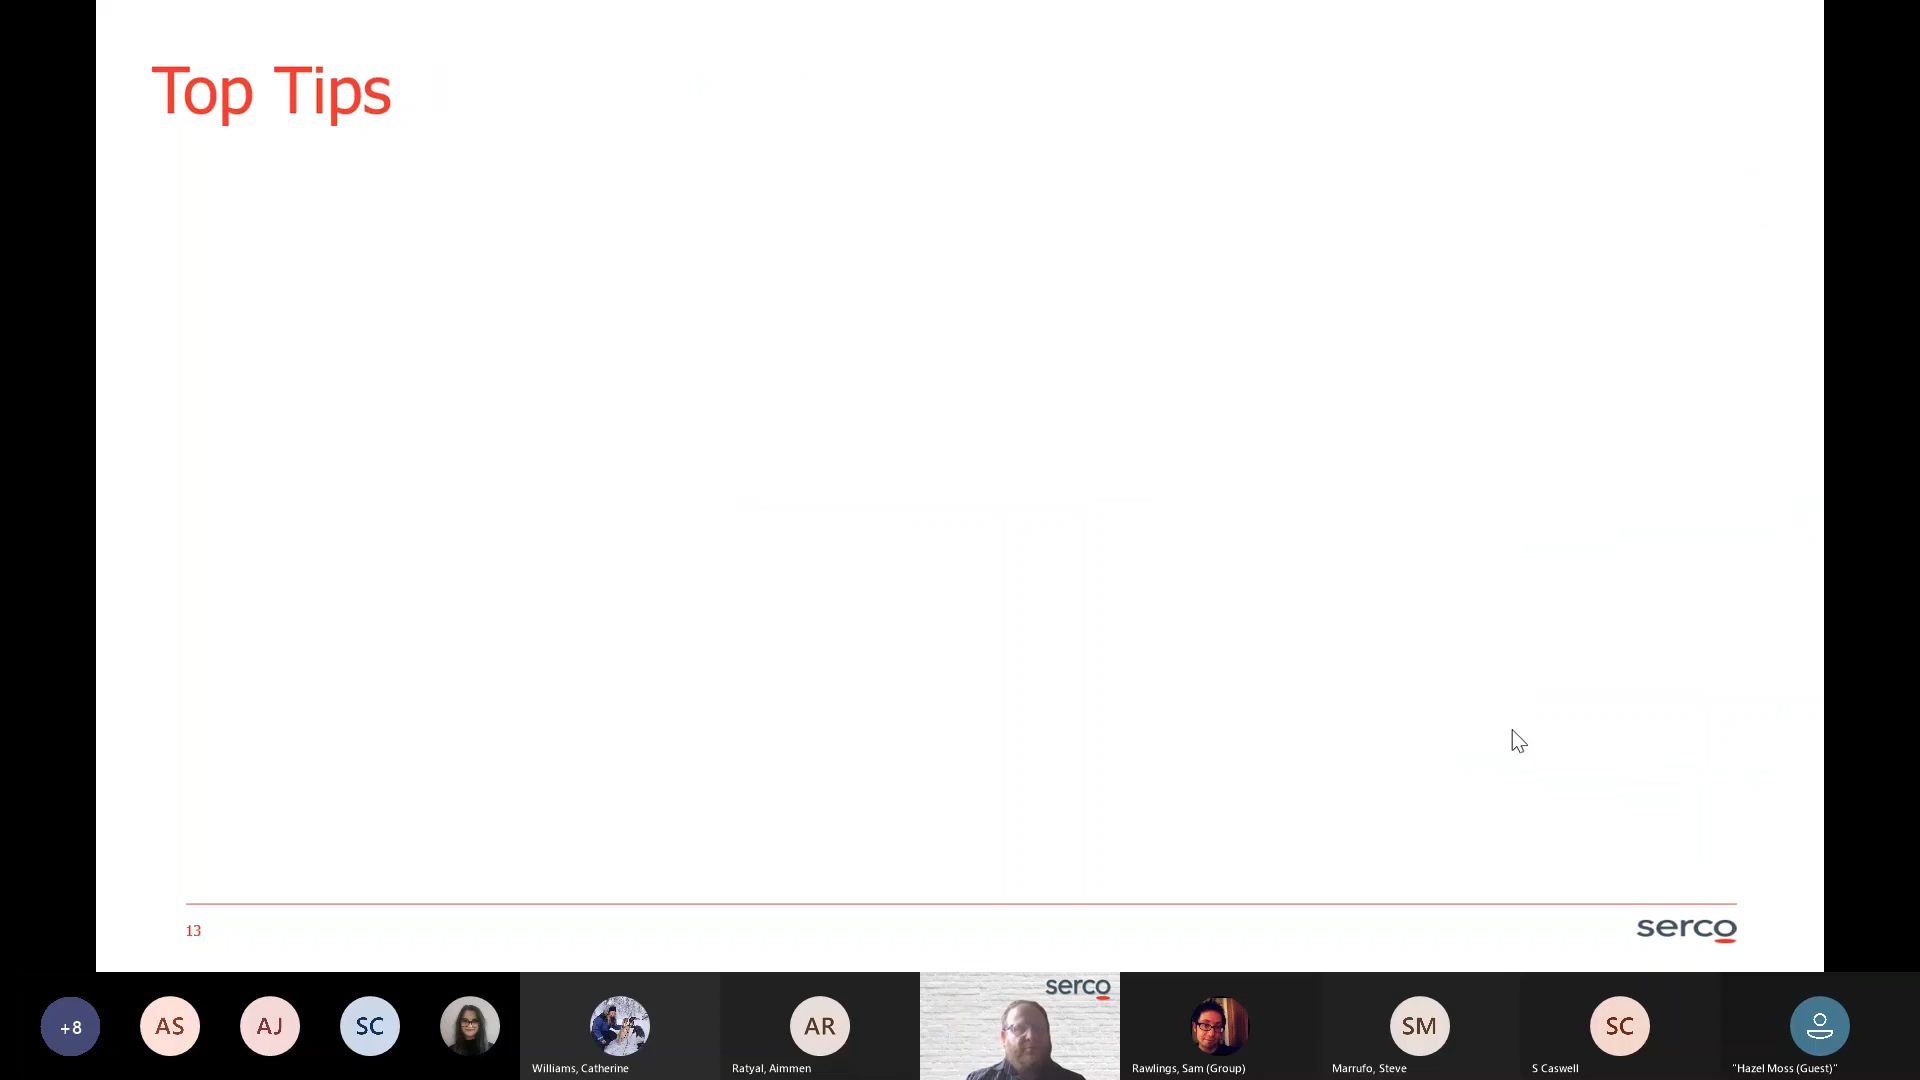 Top Tips
13
serco
+8
AS
AJ
SC
AR
serco
SM
SC
Williams, Catherine
Ratyal, Aimmen
Rawlings, Sam (Group)
Marrufo, Steve
S Caswell
"Hazel Moss (Guest)"